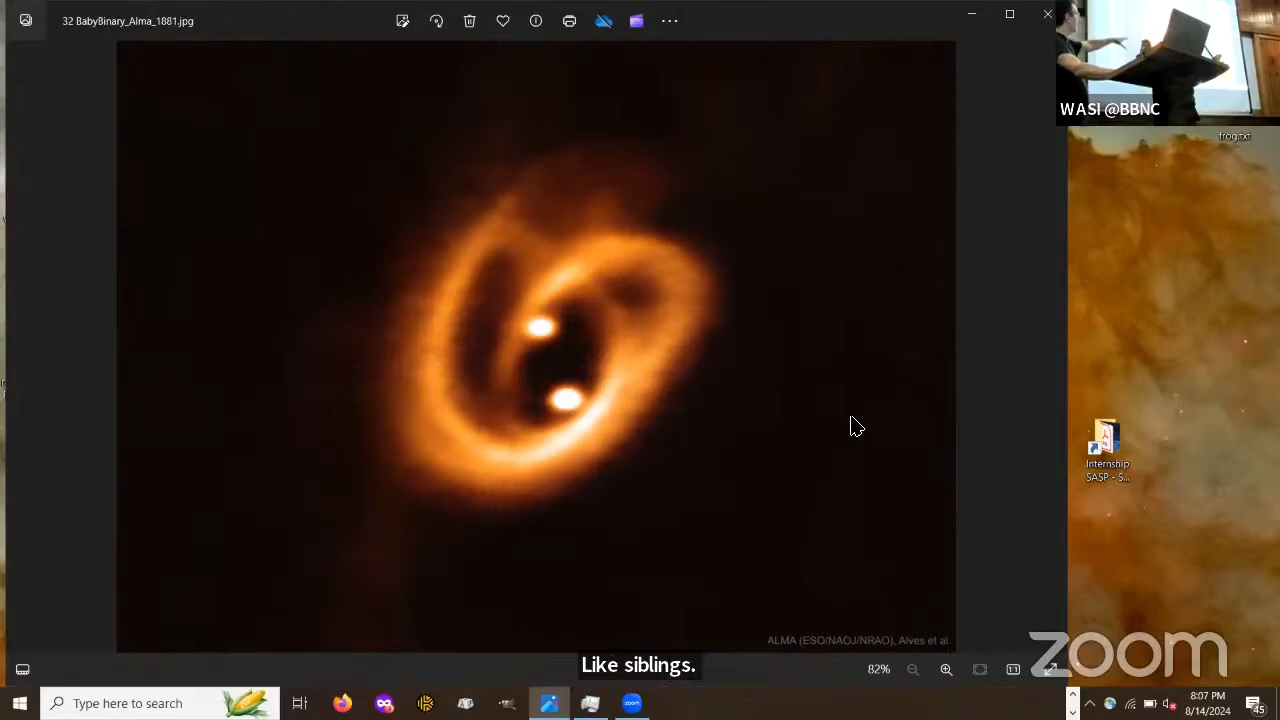 32 BabyBinary_Alma_1881.jpg
WASI @BBNC
frog.txt
Internship
SASP - S...
ALMA (ESO/NAOJ/NRAO), Alves et al.
Like siblings.
82%
zoom
Type here to search
zoom
8:07 PM
8/14/2024
45